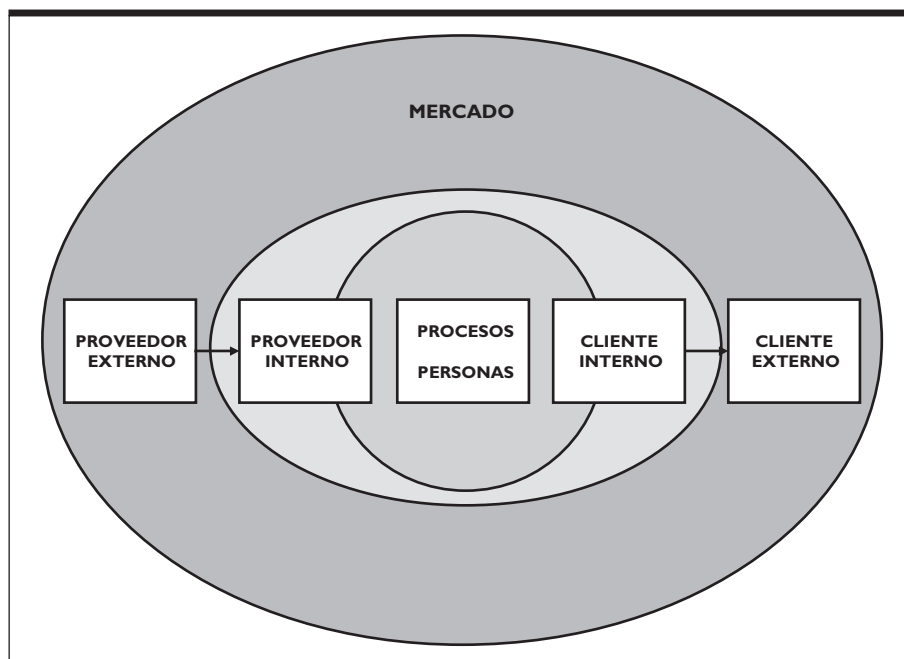 MERCADO
PROVEEDOR
EXTERNO
PROVEEDOR
INTERNO
PROCESOS
PERSONAS
CLIENTE
INTERNO
CLIENTE
EXTERNO